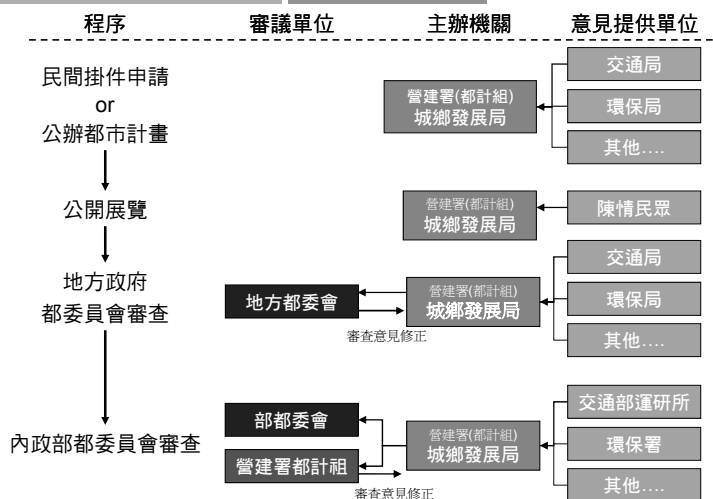 程序
審議單位
主辦機關
意見提供單位
民間掛件申請
or
公辦都市計畫
營建署(都計組)
城鄉發展局
交通局
環保局
其他....
公開展覽
營建署(都計組)
城鄉發展局
陳情民眾
地方政府
都委員會審查
地方都委會
營建署(都計組)
城鄉發展局
審查意見修正
交通局
環保局
其他....
內政部都委員會審查
部都委會
營建署都計祖
營建署(都計組)
城鄉發展局
審查意見修正
交通部運研所
環保署
其他....